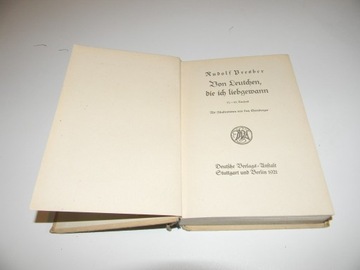 Rudolf Presber
Von Leutchen,
die ich liebgewann
Deutsche Verlags-Anstalt
Stuttgart und Berlin 1921